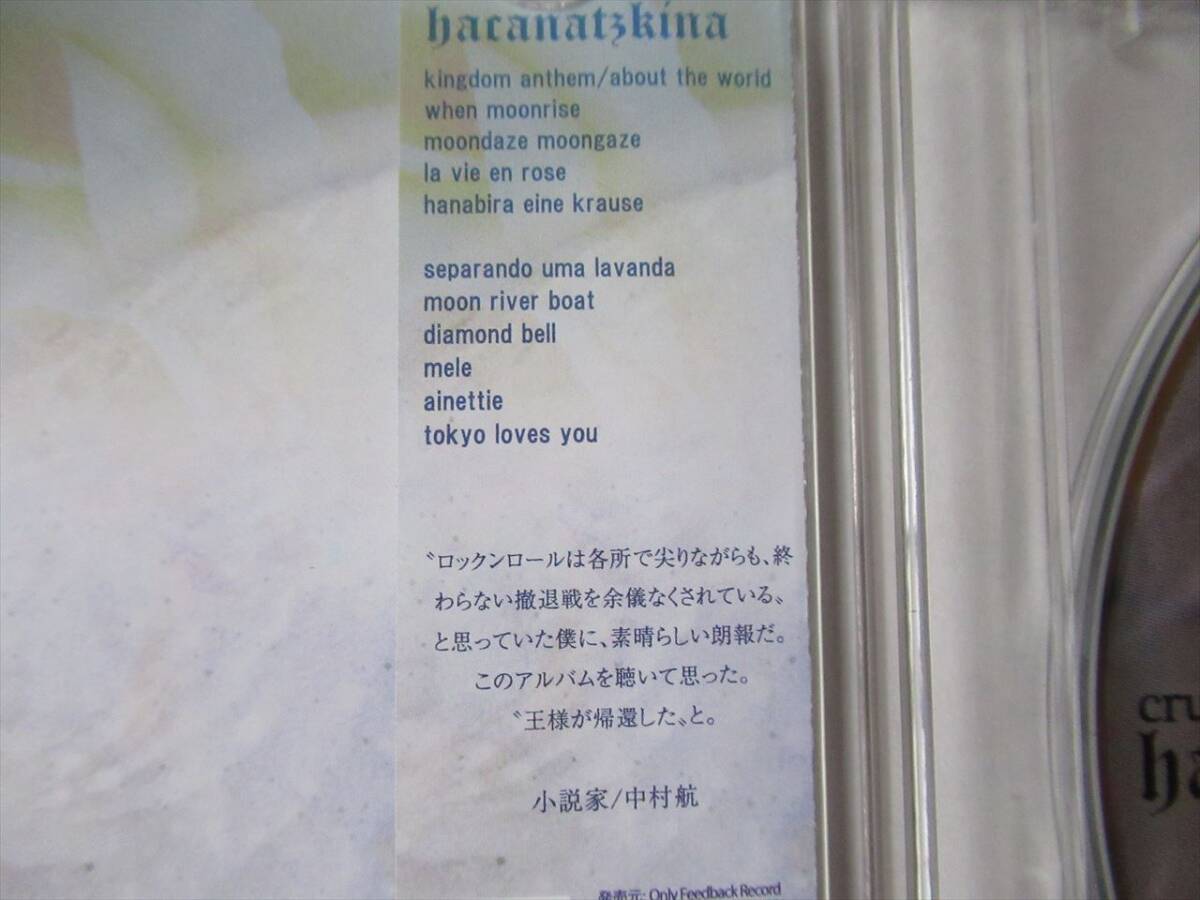 hacanatzkina
kingdom anthem/about the world
when moonrise
moondaze moongaze
la vie en rose
hanabira eine krause
separando uma lavanda
moon river boat
diamond bell
mele
ainettie
tokyo loves you
〝ロックンロールは各所で尖りながらも、終
わらない撤退戦を余儀なくされている〟
と思っていた僕に、素晴らしい朗報だ。
このアルバムを聴いて思った。
〝王様が帰還した〟と。
小説家/中村航
発売元: Only Feedback Record
cru
ha